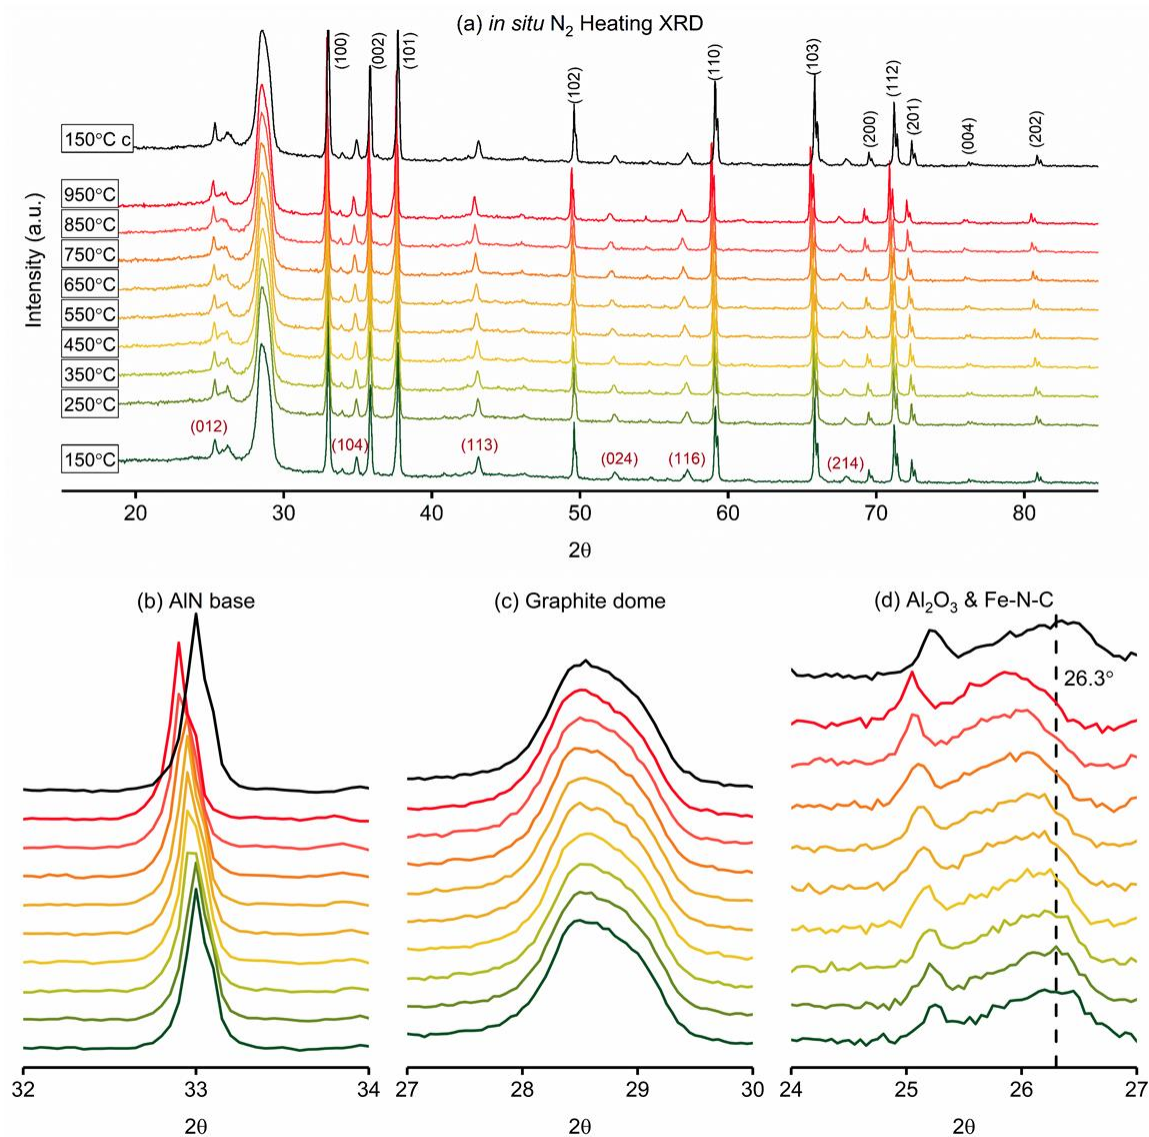 (a) in situ N₂ Heating XRD
(100)
(002)
(101)
(102)
(110)
(103)
(200)
(112)
(201)
(004)
(202)
150°C c
950°C
850°C
750°C
650°C
550°C
450°C
350°C
250°C
150°C
Intensity (a.u.)
(012)
(104)
(113)
(024)
(116)
(214)
20 30 40 50 60 70 80
2θ
(b) AlN base
(c) Graphite dome
(d) Al₂O₃ & Fe-N-C
26.3°
32 33 34
27 28 29 30
24 25 26 27
2θ
2θ
2θ